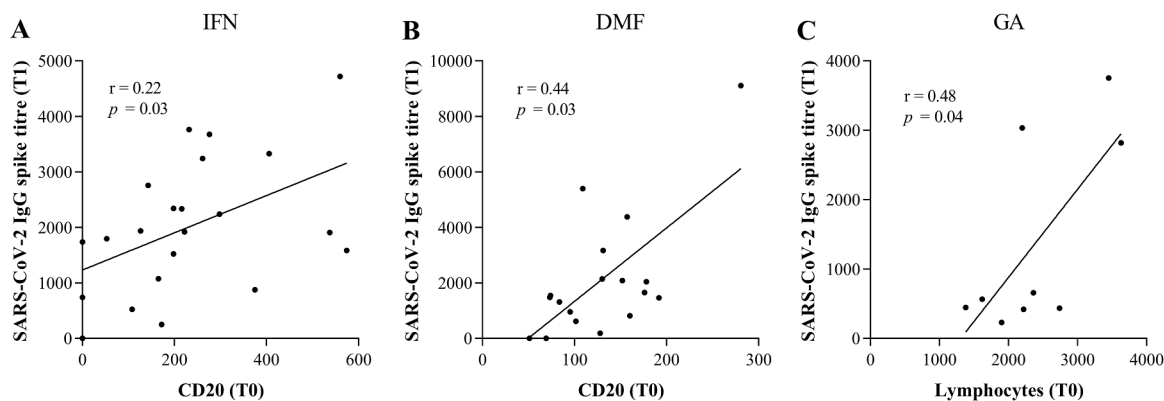 A
IFN
SARS-CoV-2 IgG spike titre (T1)
5000
4000
3000
2000
1000
0
r = 0.22
p = 0.03
0 200 400 600
CD20 (T0)
B
DMF
SARS-CoV-2 IgG spike titre (T1)
10000
8000
6000
4000
2000
0
r = 0.44
p = 0.03
0 100 200 300
CD20 (T0)
C
GA
SARS-CoV-2 IgG spike titre (T1)
4000
3000
2000
1000
0
r = 0.48
p = 0.04
0 1000 2000 3000 4000
Lymphocytes (T0)